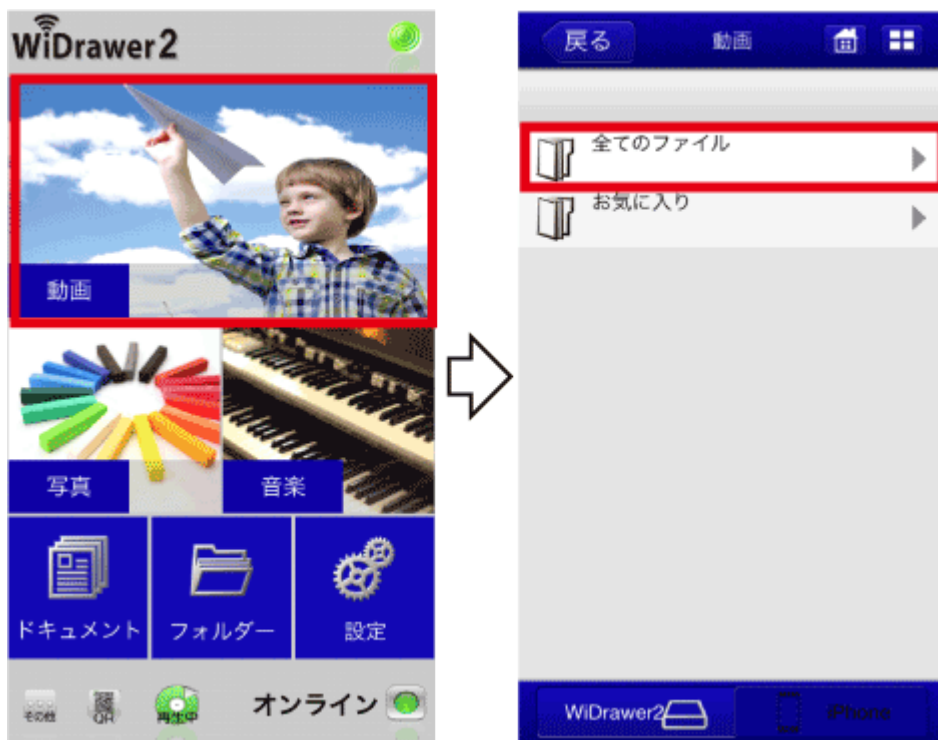 WiDrawer2
動画
写真
音楽
ドキュメント
フォルダー
設定
その他
QR
再生中
オンライン
戻る
動画
全てのファイル
お気に入り
WiDrawer2
iPhone